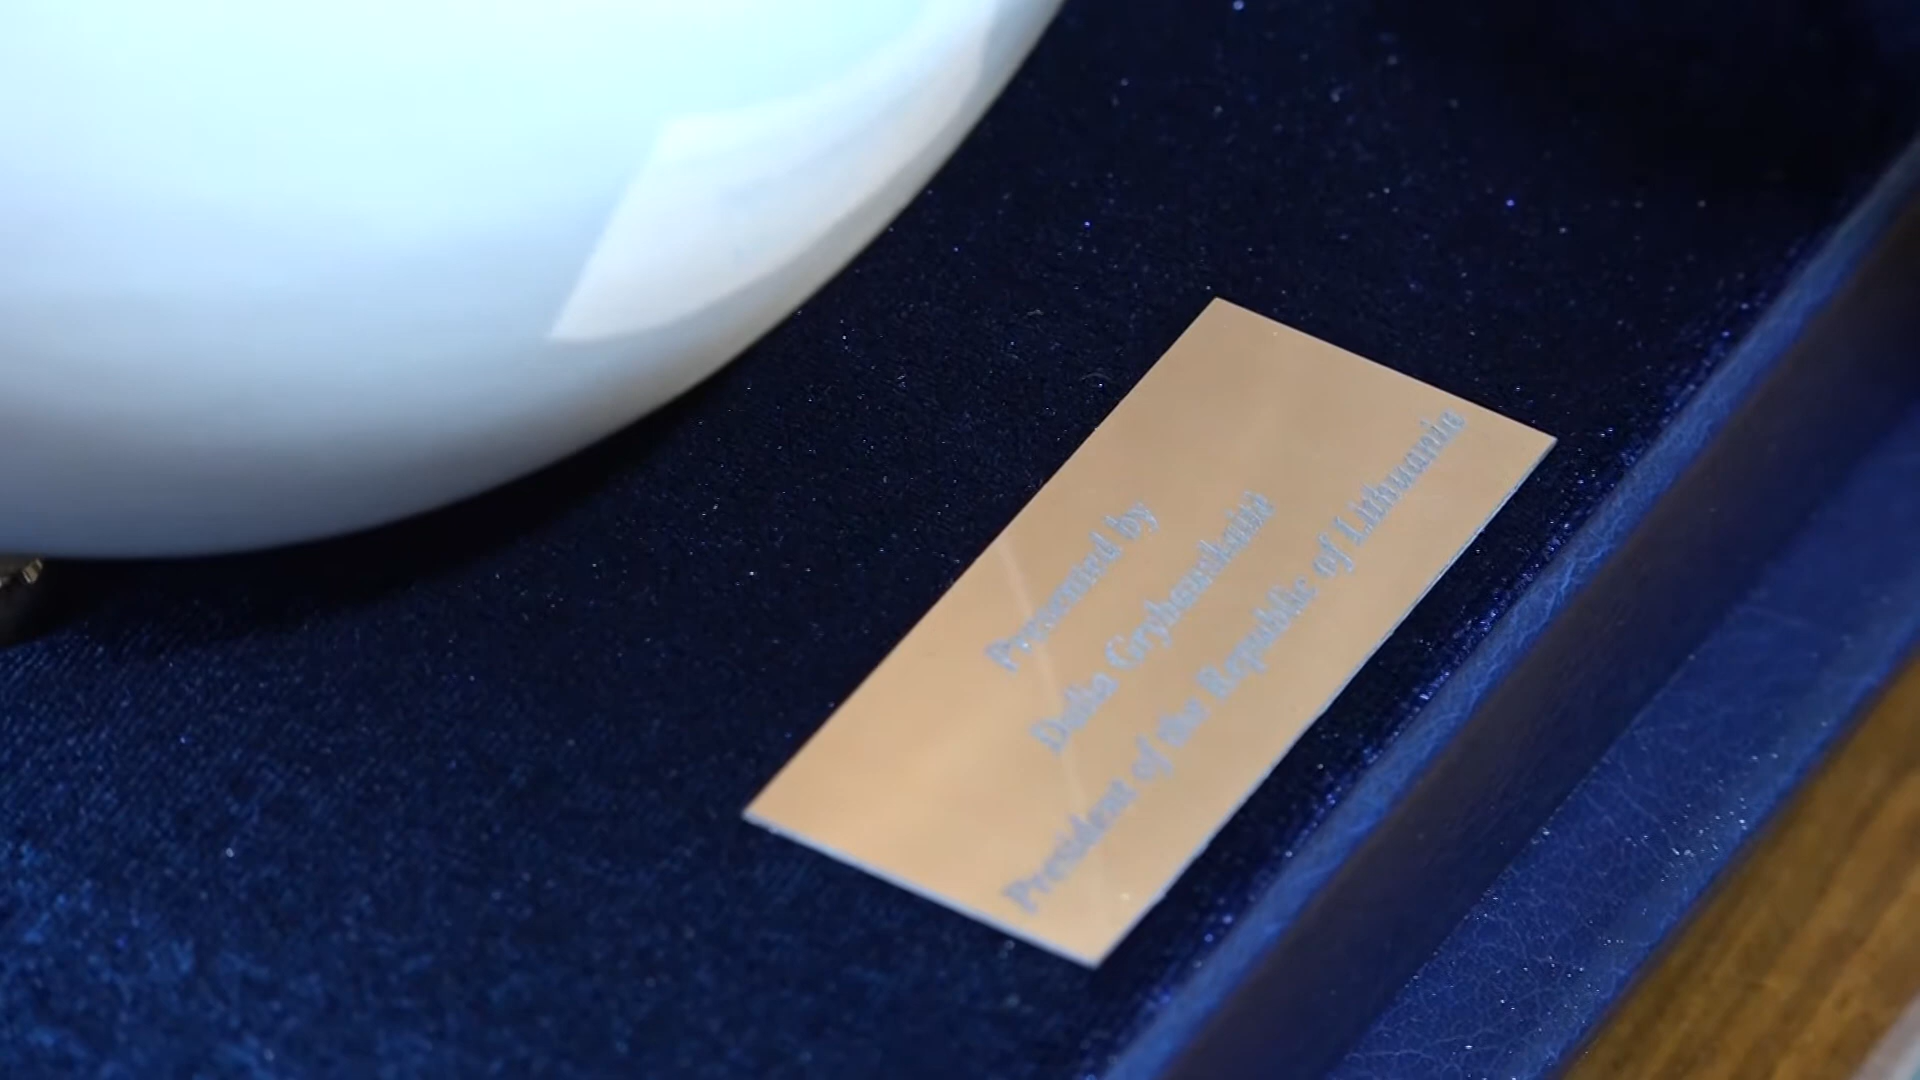 Presented by
Dalia Grybauskaitė
President of the Republic of Lithuania